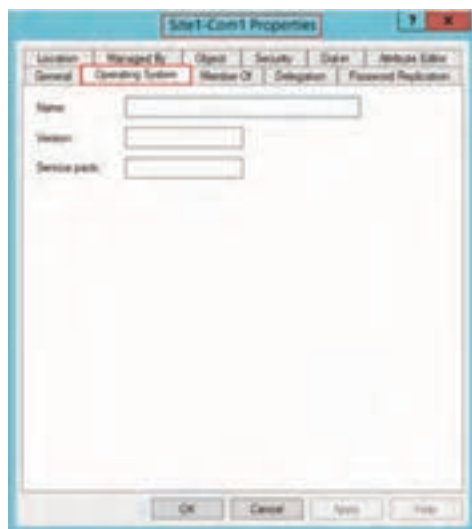 Site1-Com1 Properties
? x
Location Managed By Object Security Dial-in Attribute Editor
General Operating System Member Of Delegation Password Replication
Name:
Version:
Service pack:
OK Cancel Apply Help